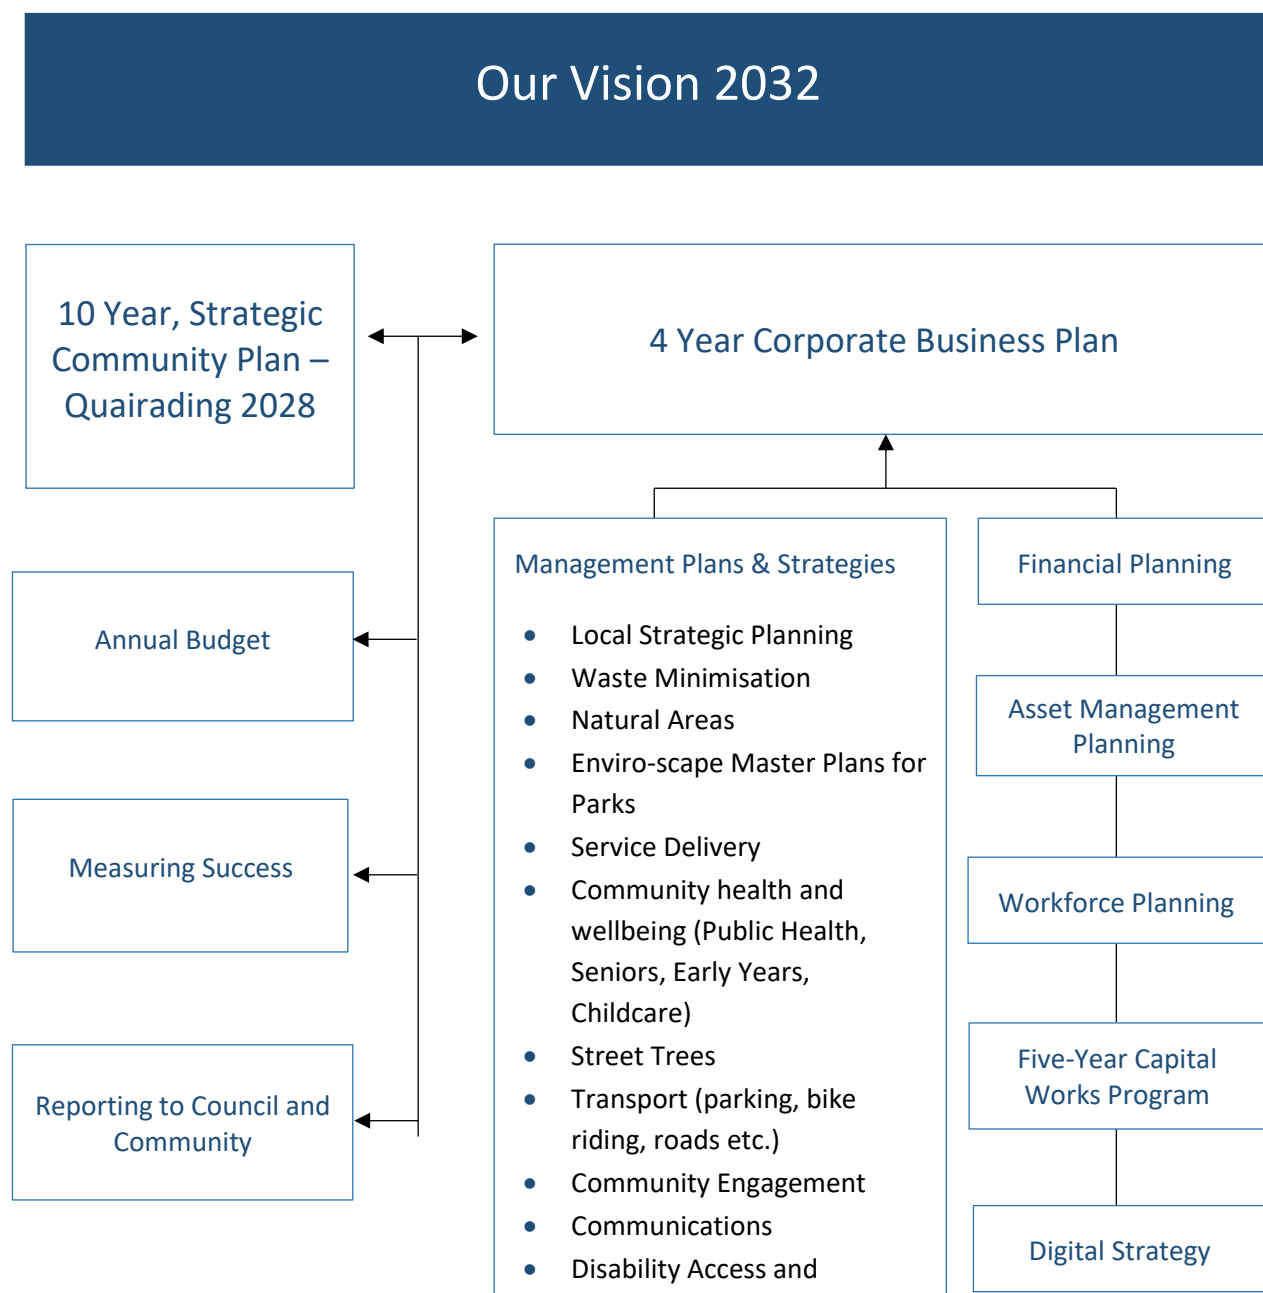 Our Vision 2032
10 Year, Strategic
Community Plan –
Quairading 2028
4 Year Corporate Business Plan
Annual Budget
Measuring Success
Reporting to Council and
Community
Management Plans & Strategies
• Local Strategic Planning
• Waste Minimisation
• Natural Areas
• Enviro-scape Master Plans for
Parks
• Service Delivery
• Community health and
wellbeing (Public Health,
Seniors, Early Years,
Childcare)
• Street Trees
• Transport (parking, bike
riding, roads etc.)
• Community Engagement
• Communications
• Disability Access and
Financial Planning
Asset Management
Planning
Workforce Planning
Five-Year Capital
Works Program
Digital Strategy